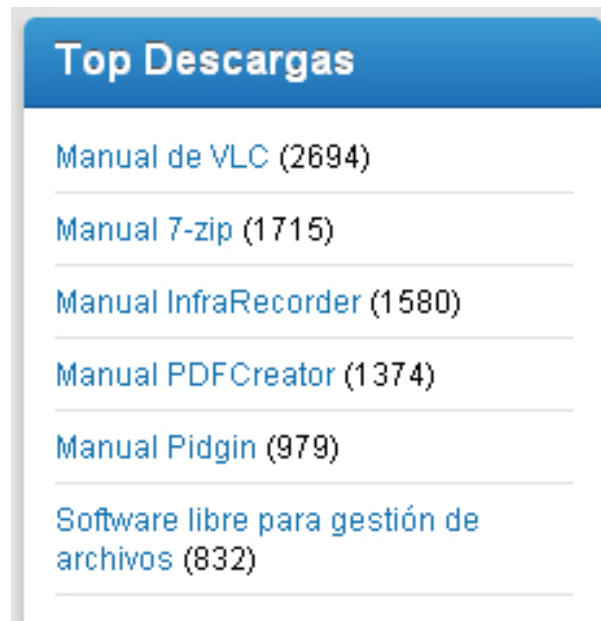 Top Descargas
Manual de VLC (2694)
Manual 7-zip (1715)
Manual InfraRecorder (1580)
Manual PDFCreator (1374)
Manual Pidgin (979)
Software libre para gestión de
archivos (832)